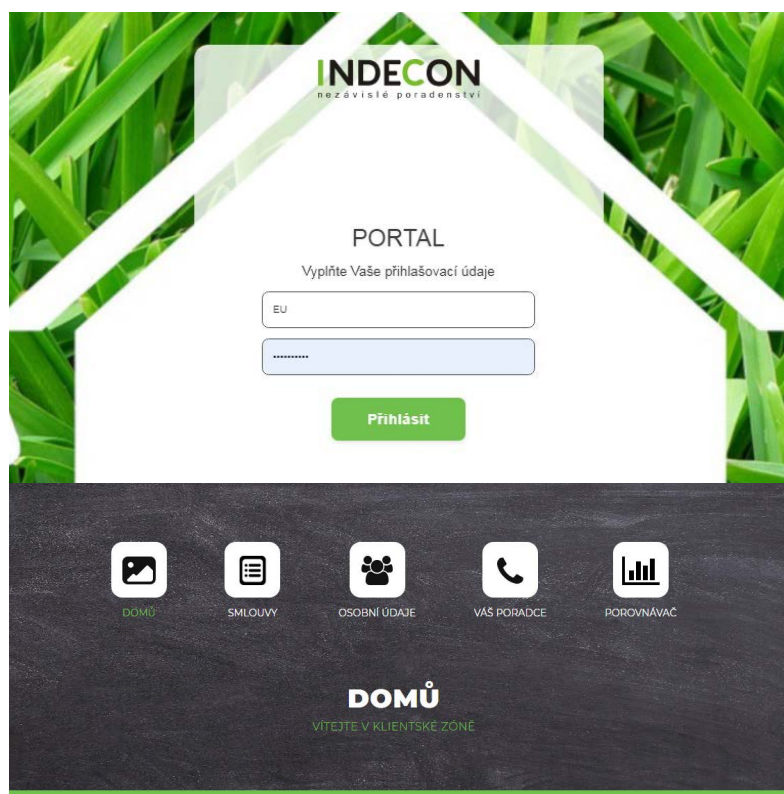 INDECON
nezávislé poradenství
PORTAL
Vyplňte Vaše přihlašovací údaje
EU
••••••••••
Přihlásit
DOMŮ
SMLOUVY
OSOBNÍ ÚDAJE
VÁŠ PORADCE
POROVNÁVAČ
DOMŮ
VÍTEJTE V KLIENTSKÉ ZÓNĚ